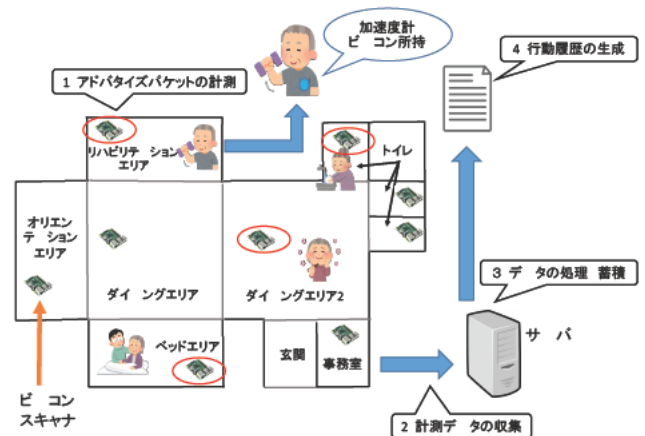 加速度計
ビ コン所持
4 行動履歴の生成
1 アドバタイズパケットの計測
リハビリテ ション
エリア
トイレ
オリエン
テ ション
エリア
3 デ タの処理 蓄積
ダイ ングエリア
ダイ ングエリア2
サ バ
ベッドエリア
玄関
事務室
ビ コン
スキャナ
2 計測デ タの収集